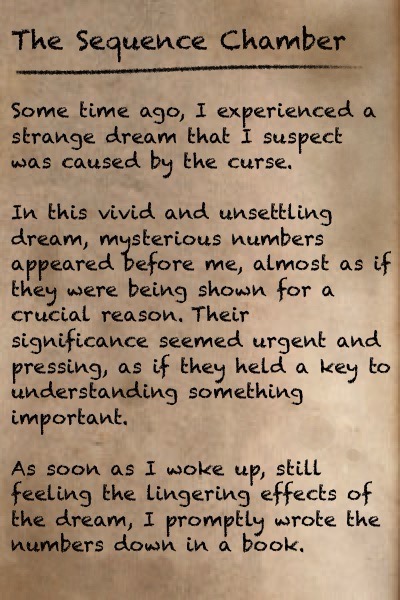 The Sequence Chamber
Some time ago, I experienced a
strange dream that I suspect
was caused by the curse.
In this vivid and unsettling
dream, mysterious numbers
appeared before me, almost as if
they were being shown for a
crucial reason. Their
significance seemed urgent and
pressing, as if they held a key to
understanding something
important.
As soon as I woke up, still
feeling the lingering effects of
the dream, I promptly wrote the
numbers down in a book.